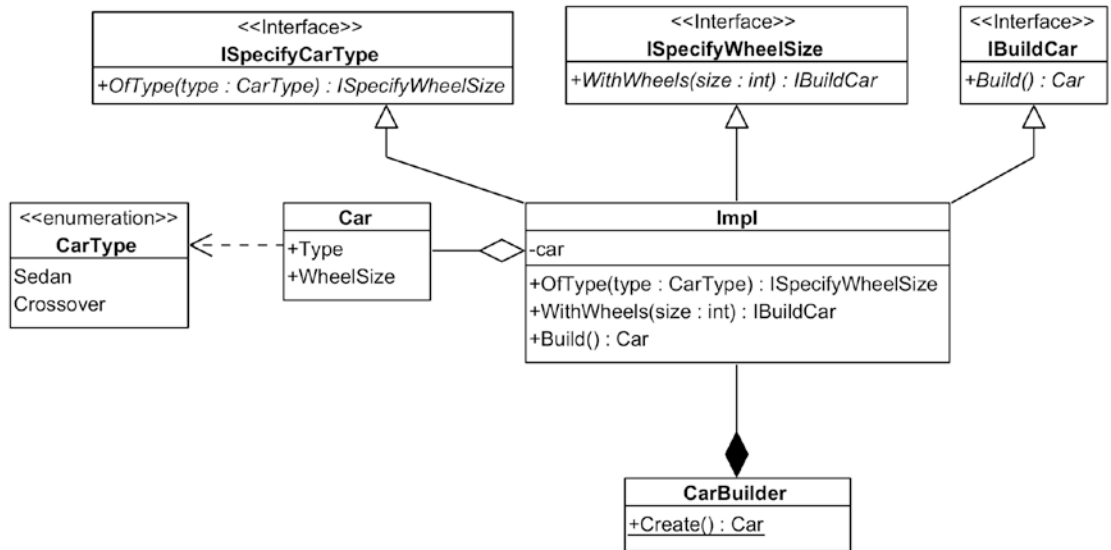 <<Interface>>
ISpecifyCarType
+OfType(type : CarType) : ISpecifyWheelSize
<<Interface>>
ISpecifyWheelSize
+WithWheels(size : int) : IBuildCar
<<Interface>>
IBuildCar
+Build() : Car
<<enumeration>>
CarType
Sedan
Crossover
Car
+Type
+WheelSize
Impl
-car
+OfType(type : CarType) : ISpecifyWheelSize
+WithWheels(size : int) : IBuildCar
+Build() : Car
CarBuilder
+Create() : Car